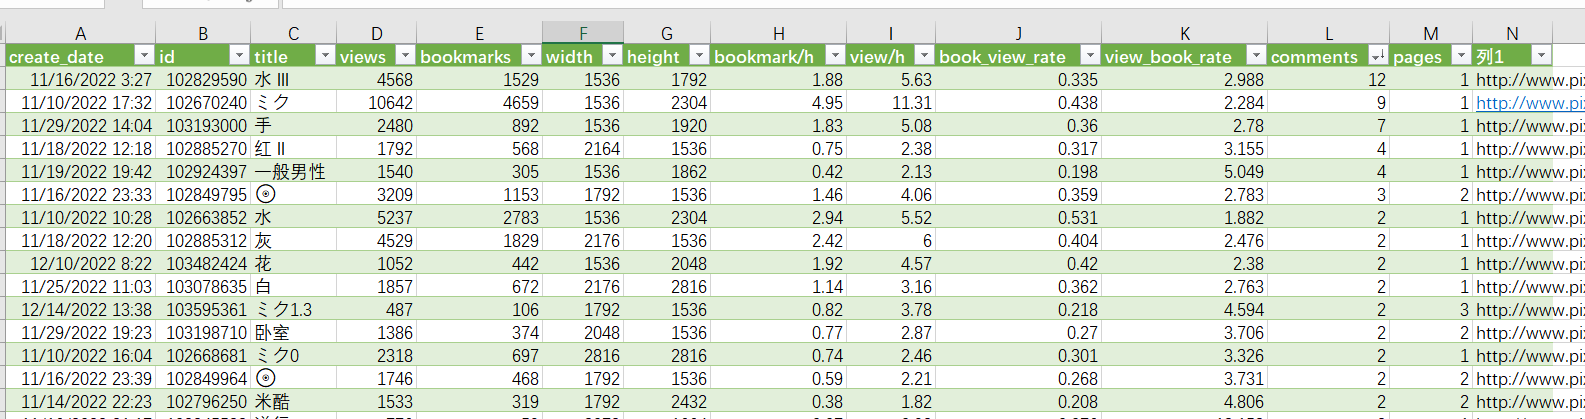 A B C D E F G H I J K L M N
create_date id title views bookmarks width height bookmark/h view/h book_view_rate view_book_rate comments pages 列1
11/16/2022 3:27 102829590 水 III 4568 1529 1536 1792 1.88 5.63 0.335 2.988 12 1 http://www.pix
11/10/2022 17:32 102670240 ミク 10642 4659 1536 2304 4.95 11.31 0.438 2.284 9 1 http://www.pix
11/29/2022 14:04 103193000 手 2480 892 1536 1920 1.83 5.08 0.36 2.78 7 1 http://www.pix
11/18/2022 12:18 102885270 红 II 1792 568 2164 1536 0.75 2.38 0.317 3.155 4 1 http://www.pix
11/19/2022 19:42 102924397 一般男性 1540 305 1536 1862 0.42 2.13 0.198 5.049 4 1 http://www.pix
11/16/2022 23:33 102849795 ⊙ 3209 1153 1792 1536 1.46 4.06 0.359 2.783 3 2 http://www.pix
11/10/2022 10:28 102663852 水 5237 2783 1536 2304 2.94 5.52 0.531 1.882 2 1 http://www.pix
11/18/2022 12:20 102885312 灰 4529 1829 2176 1536 2.42 6 0.404 2.476 2 1 http://www.pix
12/10/2022 8:22 103482424 花 1052 442 1536 2048 1.92 4.57 0.42 2.38 2 1 http://www.pix
11/25/2022 11:03 103078635 白 1857 672 2176 2816 1.14 3.16 0.362 2.763 2 1 http://www.pix
12/14/2022 13:38 103595361 ミク1.3 487 106 1792 1536 0.82 3.78 0.218 4.594 2 3 http://www.pix
11/29/2022 19:23 103198710 卧室 1386 374 2048 1536 0.77 2.87 0.27 3.706 2 2 http://www.pix
11/10/2022 16:04 102668681 ミク0 2318 697 2816 2816 0.74 2.46 0.301 3.326 2 1 http://www.pix
11/16/2022 23:39 102849964 ⊙ 1746 468 1792 1536 0.59 2.21 0.268 3.731 2 2 http://www.pix
11/14/2022 22:23 102796250 米酷 1533 319 1792 2432 0.38 1.82 0.208 4.806 2 2 http://www.pix